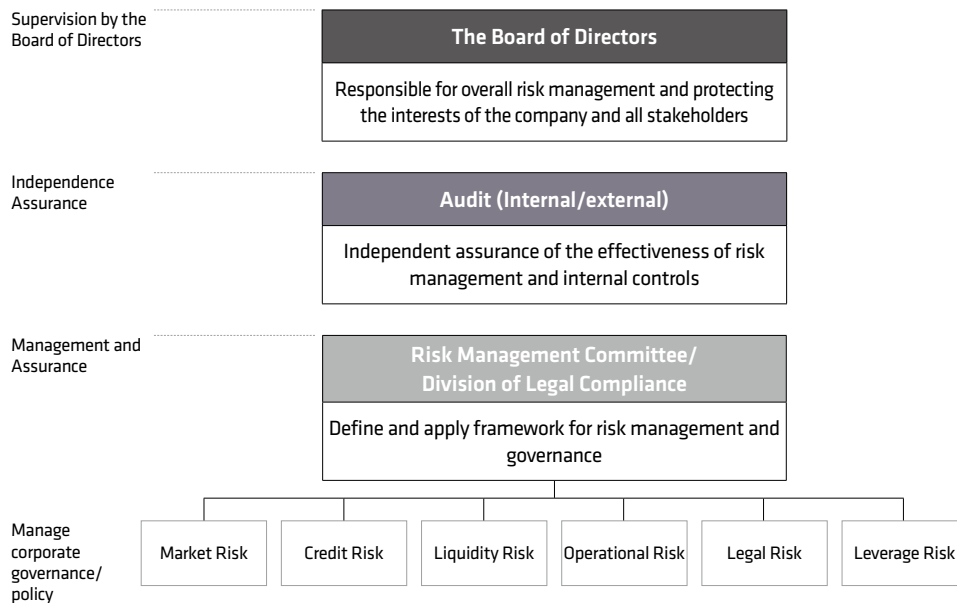 Supervision by the
Board of Directors
The Board of Directors
Responsible for overall risk management and protecting
the interests of the company and all stakeholders
Independence
Assurance
Audit (Internal/external)
Independent assurance of the effectiveness of risk
management and internal controls
Management and
Assurance
Risk Management Committee/
Division of Legal Compliance
Define and apply framework for risk management and
governance
Manage
corporate
governance/
policy
Market Risk
Credit Risk
Liquidity Risk
Operational Risk
Legal Risk
Leverage Risk